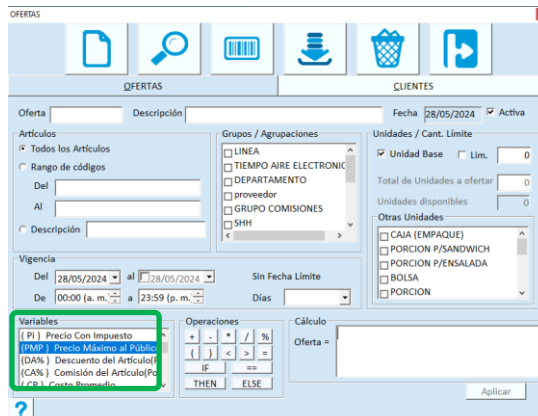 OFERTAS
OFERTAS CLIENTES
Oferta Descripción Fecha 28/05/2024 Activa
Artículos
Todos los Artículos
Rango de códigos
Del
Al
Descripción
Grupos / Agrupaciones
LINEA
TIEMPO AIRE ELECTRONIC
DEPARTAMENTO
proveedor
GRUPO COMISIONES
SHH
Unidades / Cant. Límite
Unidad Base Lim. 0
Total de Unidades a ofertar 0
Unidades disponibles 0
Otras Unidades
CAJA (EMPAQUE)
PORCION P/SANDWICH
PORCION P/ENSALADA
BOLSA
PORCION
Vigencia
Del 28/05/2024 al 28/05/2024 Sin Fecha Límite
De 00:00 (a. m. a 23:59 (p. m. Días
Variables
( PI ) Precio Con Impuesto
(PMP ) Precio Máximo al Público
(DA% ) Descuento del Artículo(P
(CA% ) Comisión del Artículo(Po
( CP ) Costo Promedio
Operaciones
+ - * / %
( ) < > =
IF ==
THEN ELSE
Cálculo
Oferta =
Aplicar
?